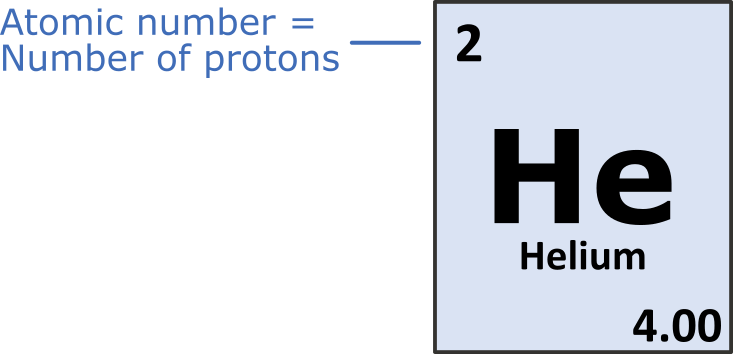 Atomic number =
Number of protons
2
He
Helium
4.00